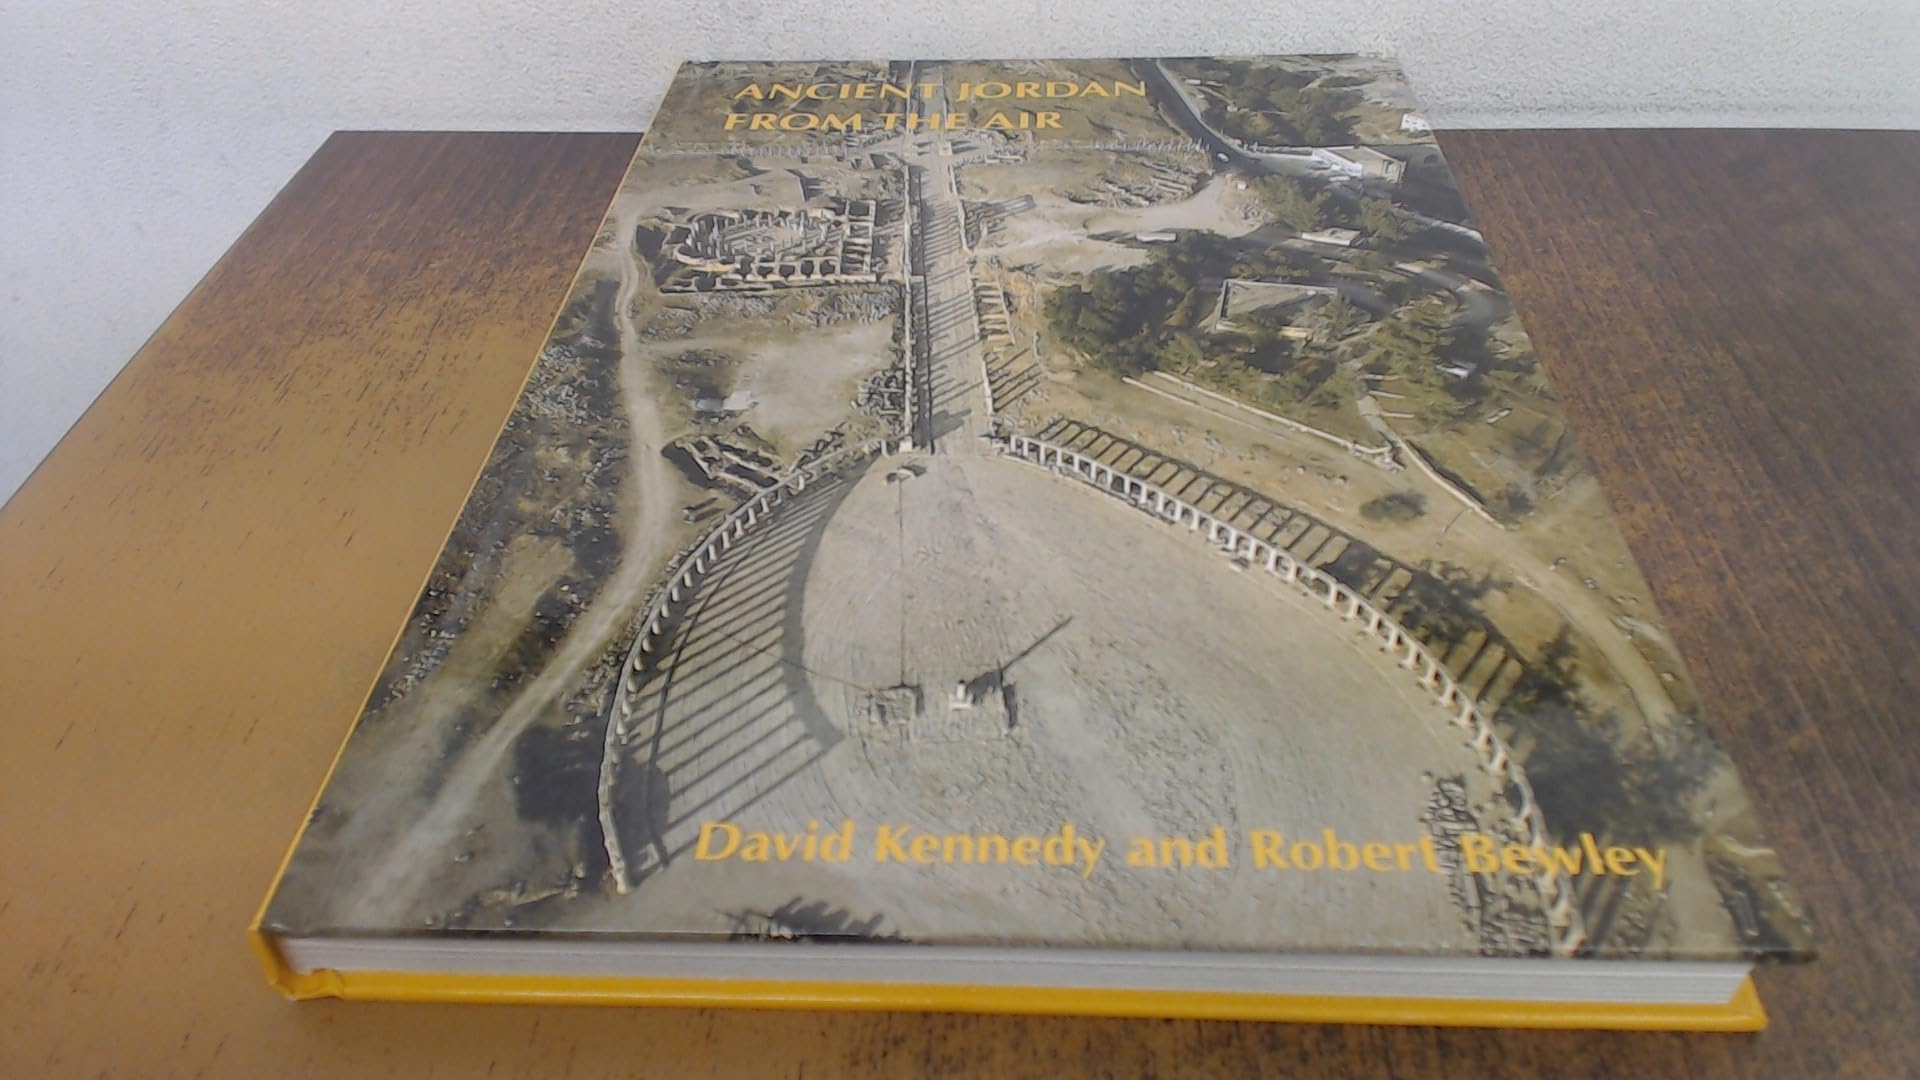 ANCIENT JORDAN
FROM THE AIR
David Kennedy and Robert Bewley